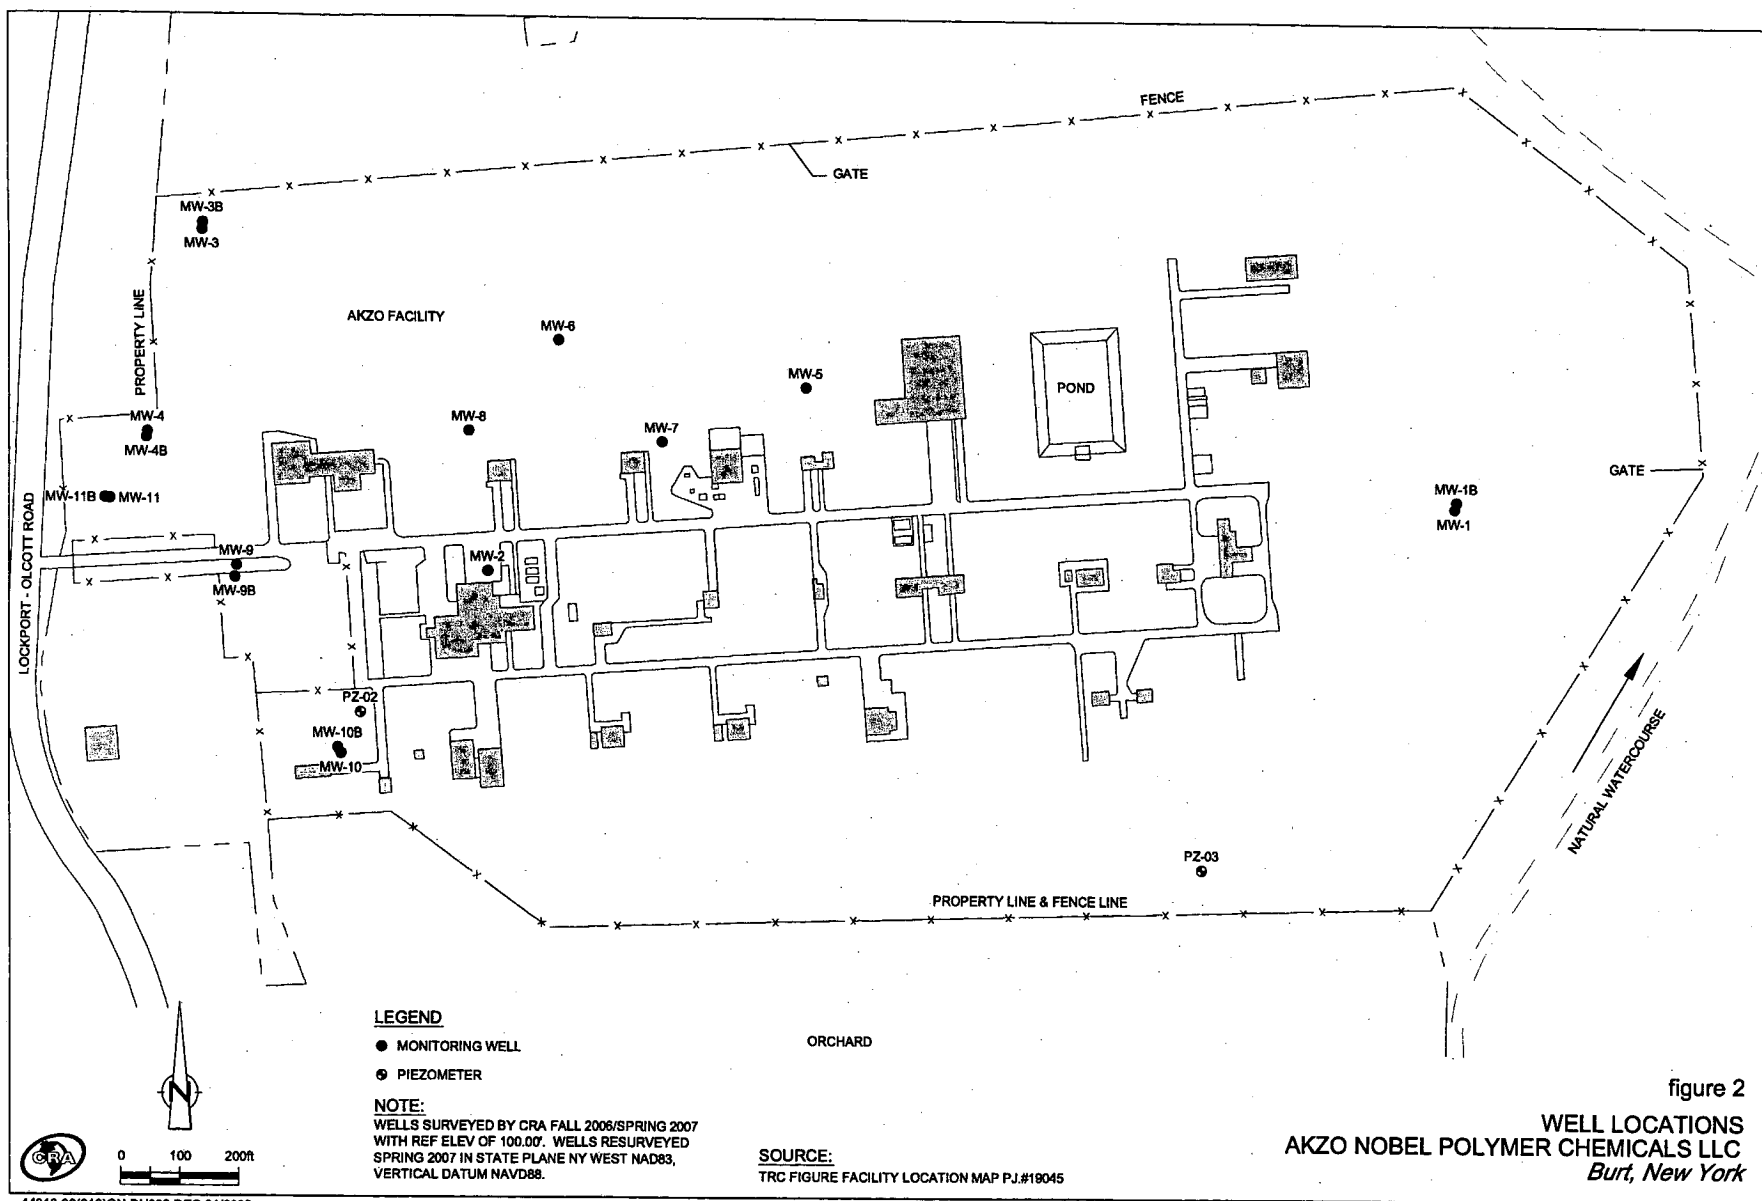 FENCE
GATE
MW-3B
MW-3
PROPERTY LINE
AKZO FACILITY
MW-6
MW-5
POND
MW-4
MW-4B
MW-8
MW-7
GATE
MW-11B
MW-11
MW-1B
MW-1
LOCKPORT - OLCOTT ROAD
MW-9
MW-9B
MW-2
PZ-02
MW-10B
MW-10
NATURAL WATERCOURSE
PZ-03
PROPERTY LINE & FENCE LINE
ORCHARD
N
LEGEND
MONITORING WELL
PIEZOMETER
NOTE:
WELLS SURVEYED BY CRA FALL 2006/SPRING 2007
WITH REF ELEV OF 100.00'. WELLS RESURVEYED
SPRING 2007 IN STATE PLANE NY WEST NAD83,
VERTICAL DATUM NAVD88.
SOURCE:
TRC FIGURE FACILITY LOCATION MAP PJ.#19045
CRA
0 100 200ft
figure 2
WELL LOCATIONS
AKZO NOBEL POLYMER CHEMICALS LLC
Burt, New York